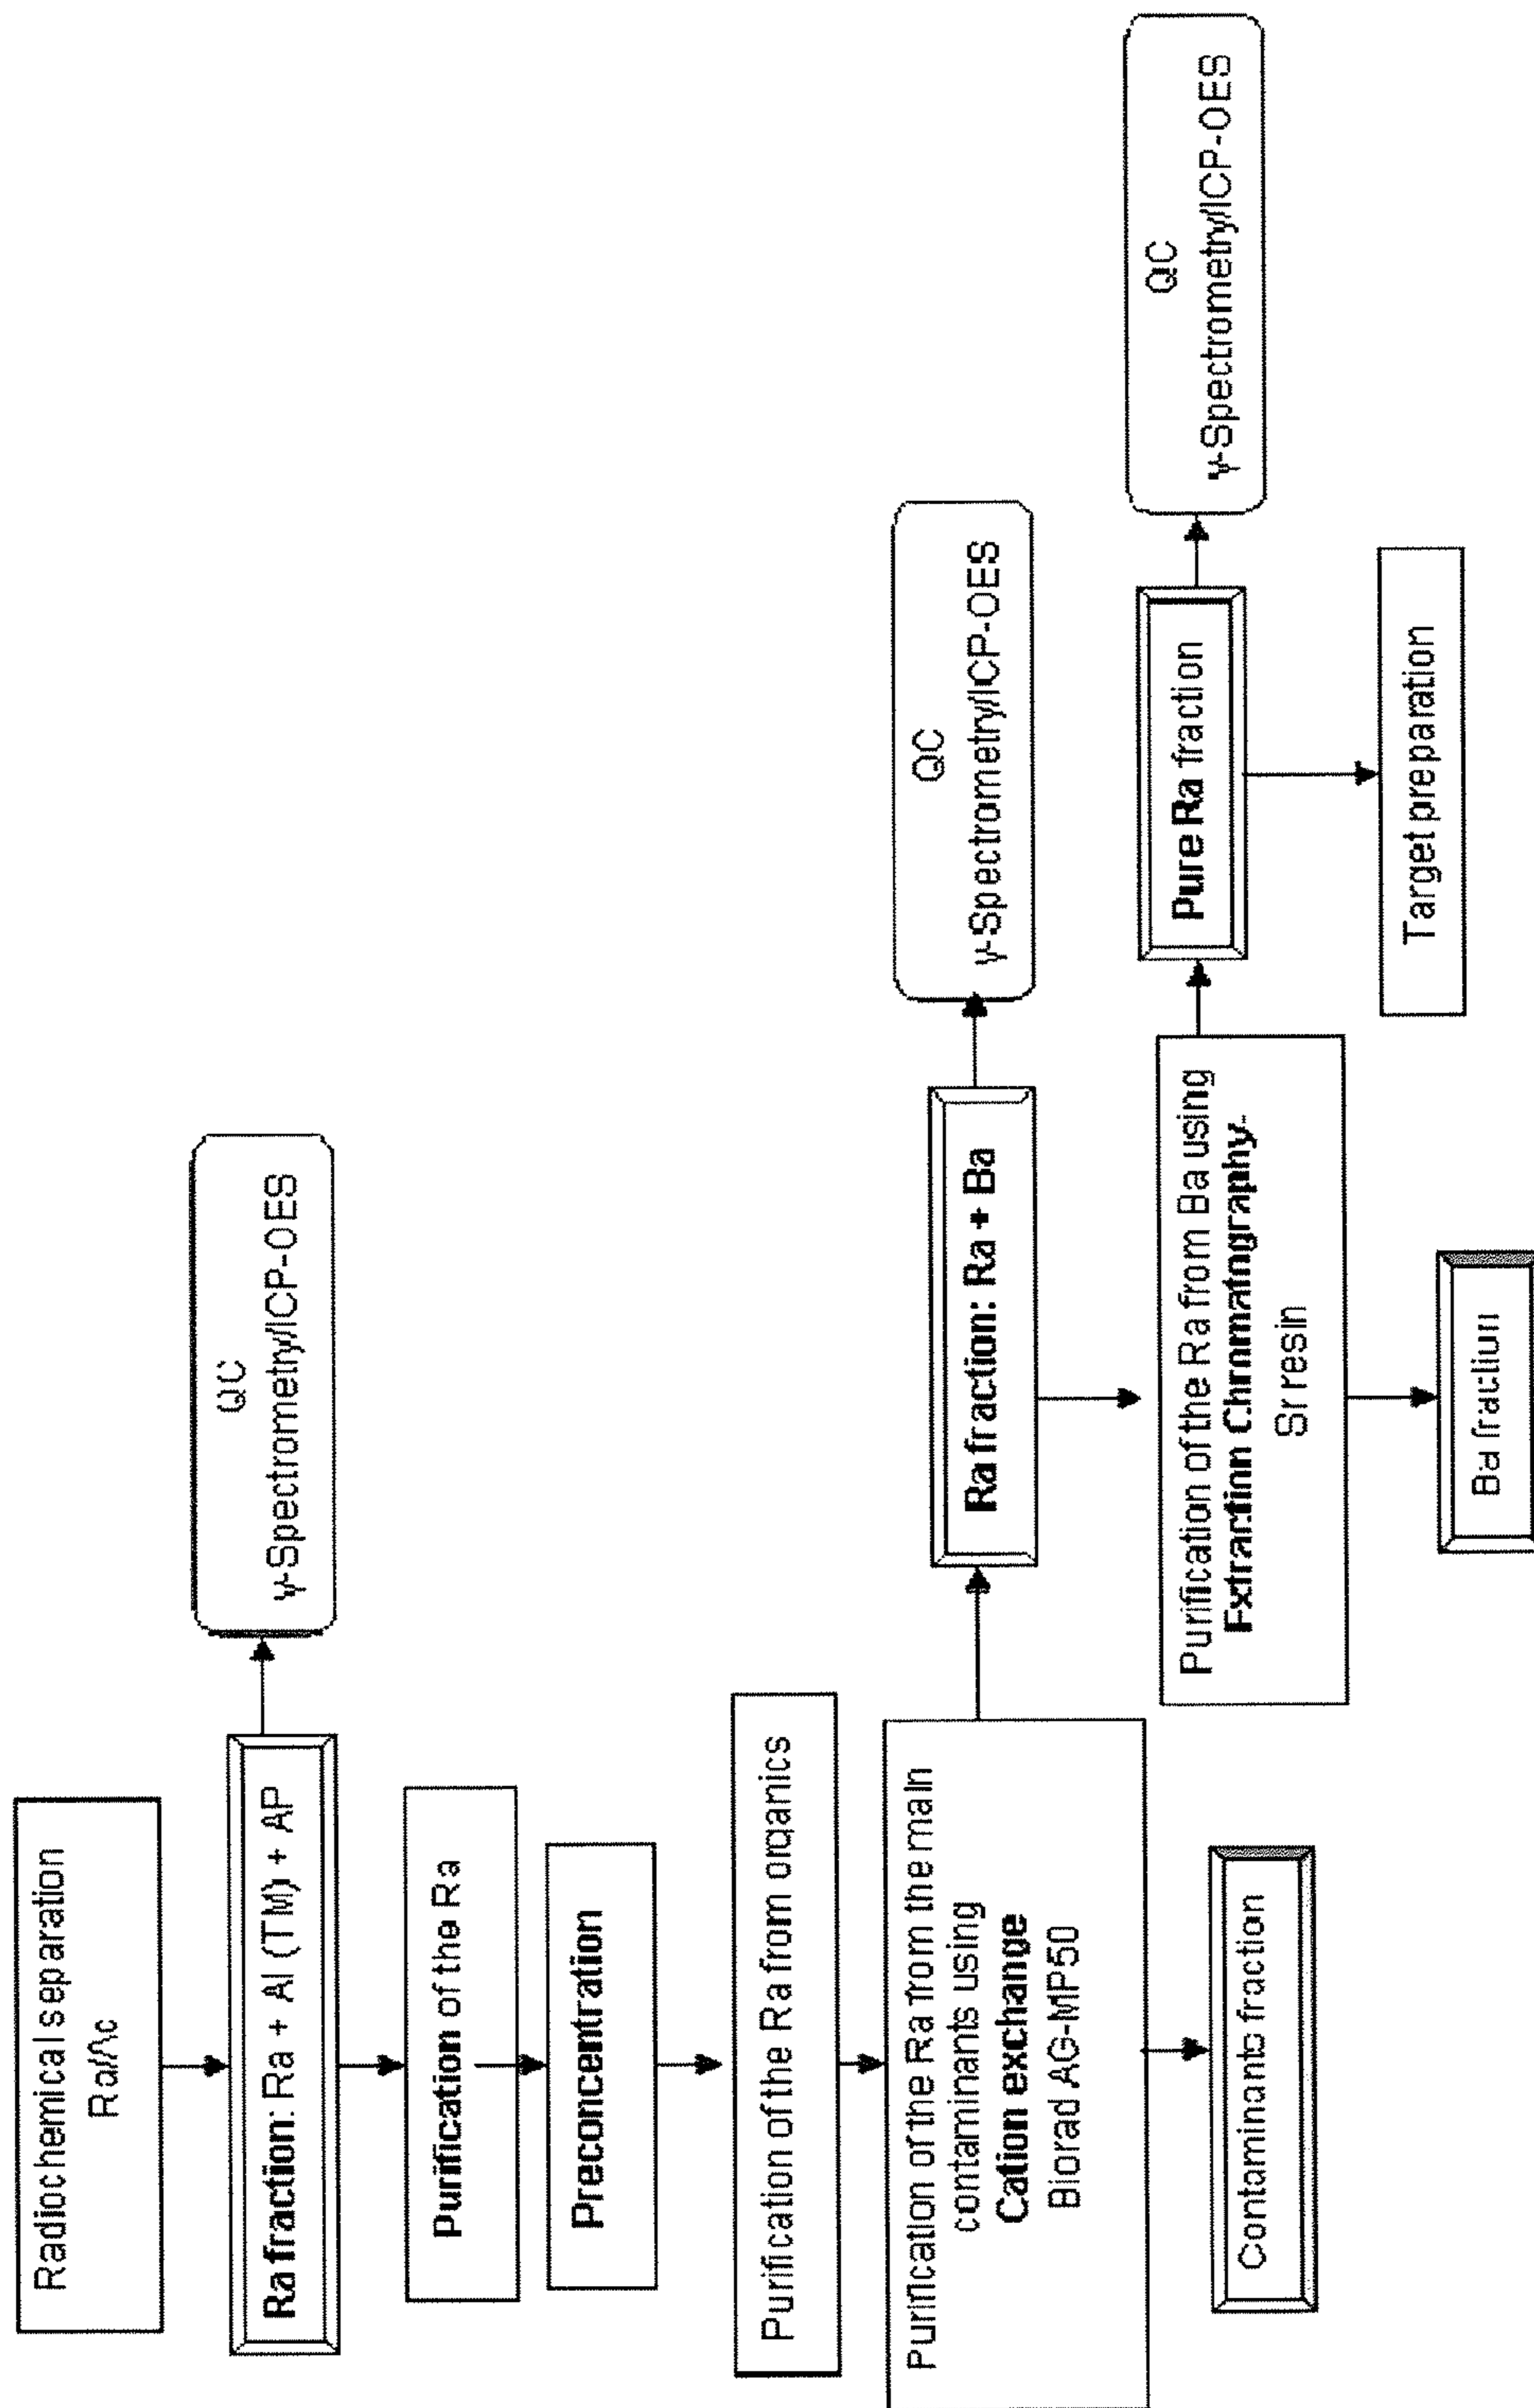 Radiochemical separation
Ra/Ac
Ra fraction: Ra + Al (TM) + AP
QC
γ-Spectrometry/ICP-OES
Purification of the Ra
Preconcentration
Purification of the Ra from organics
Purification of the Ra from the main
contaminants using
Cation exchange
Biorad AG-MP50
Ra fraction: Ra + Ba
QC
γ-Spectrometry/ICP-OES
Contaminants fraction
Purification of the Ra from Ba using
Extraction Chromatography.
Sr resin
Pure Ra fraction
QC
γ-Spectrometry/ICP-OES
Ba fraction
Target preparation